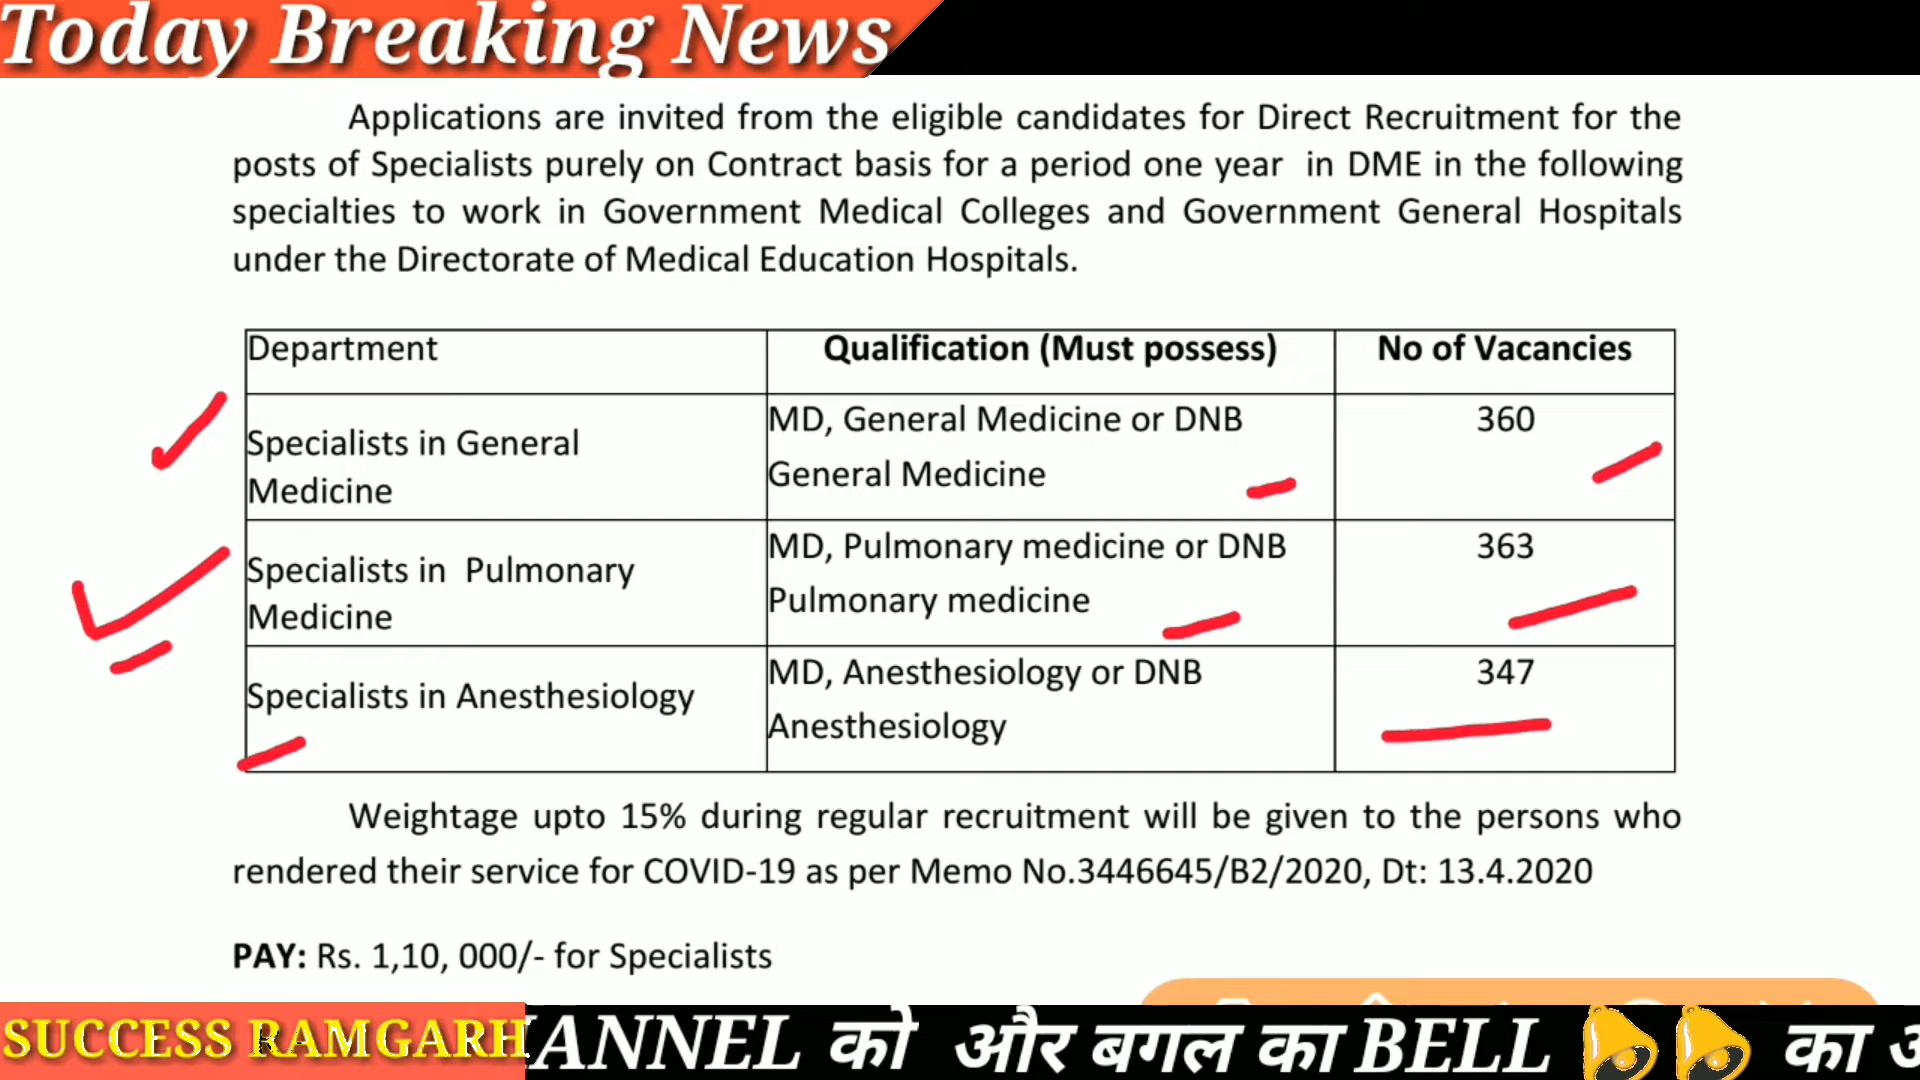 Today Breaking News
Applications are invited from the eligible candidates for Direct Recruitment for the
posts of Specialists purely on Contract basis for a period one year in DME in the following
specialties to work in Government Medical Colleges and Government General Hospitals
under the Directorate of Medical Education Hospitals.
Department Qualification (Must possess) No of Vacancies
Specialists in General
Medicine
MD, General Medicine or DNB
General Medicine
360
Specialists in Pulmonary
Medicine
MD, Pulmonary medicine or DNB
Pulmonary medicine
363
Specialists in Anesthesiology
MD, Anesthesiology or DNB
Anesthesiology
347
Weightage upto 15% during regular recruitment will be given to the persons who
rendered their service for COVID-19 as per Memo No.3446645/B2/2020, Dt: 13.4.2020
PAY: Rs. 1,10, 000/- for Specialists
SUCCESS RAMGARH HANNEL को और बगल का BELL 🔔🔔 का